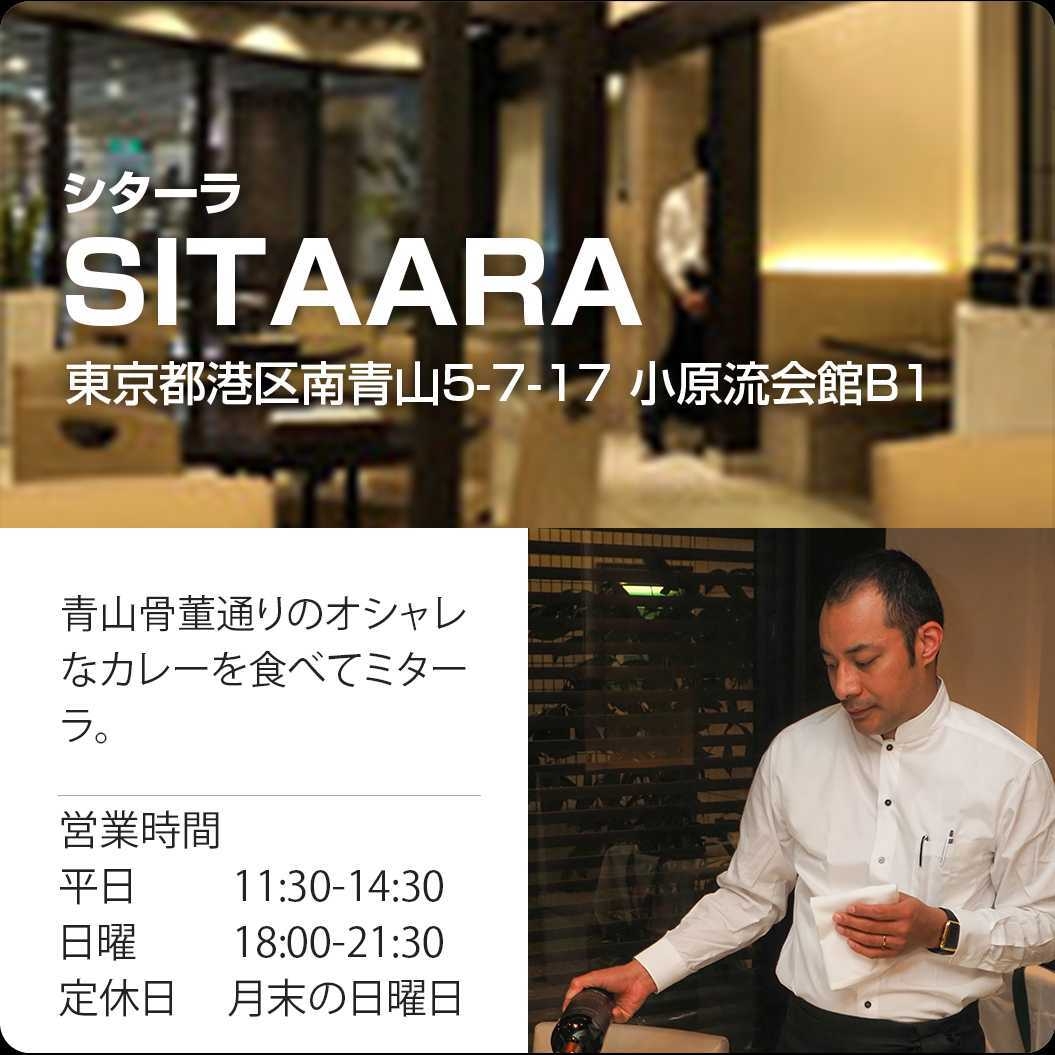 シターラ
SITAARA
東京都港区南青山5-7-17 小原流会館B1
青山骨董通りのオシャレ
なカレーを食べてミター
ラ。
営業時間
平日 11:30-14:30
日曜 18:00-21:30
定休日 月末の日曜日